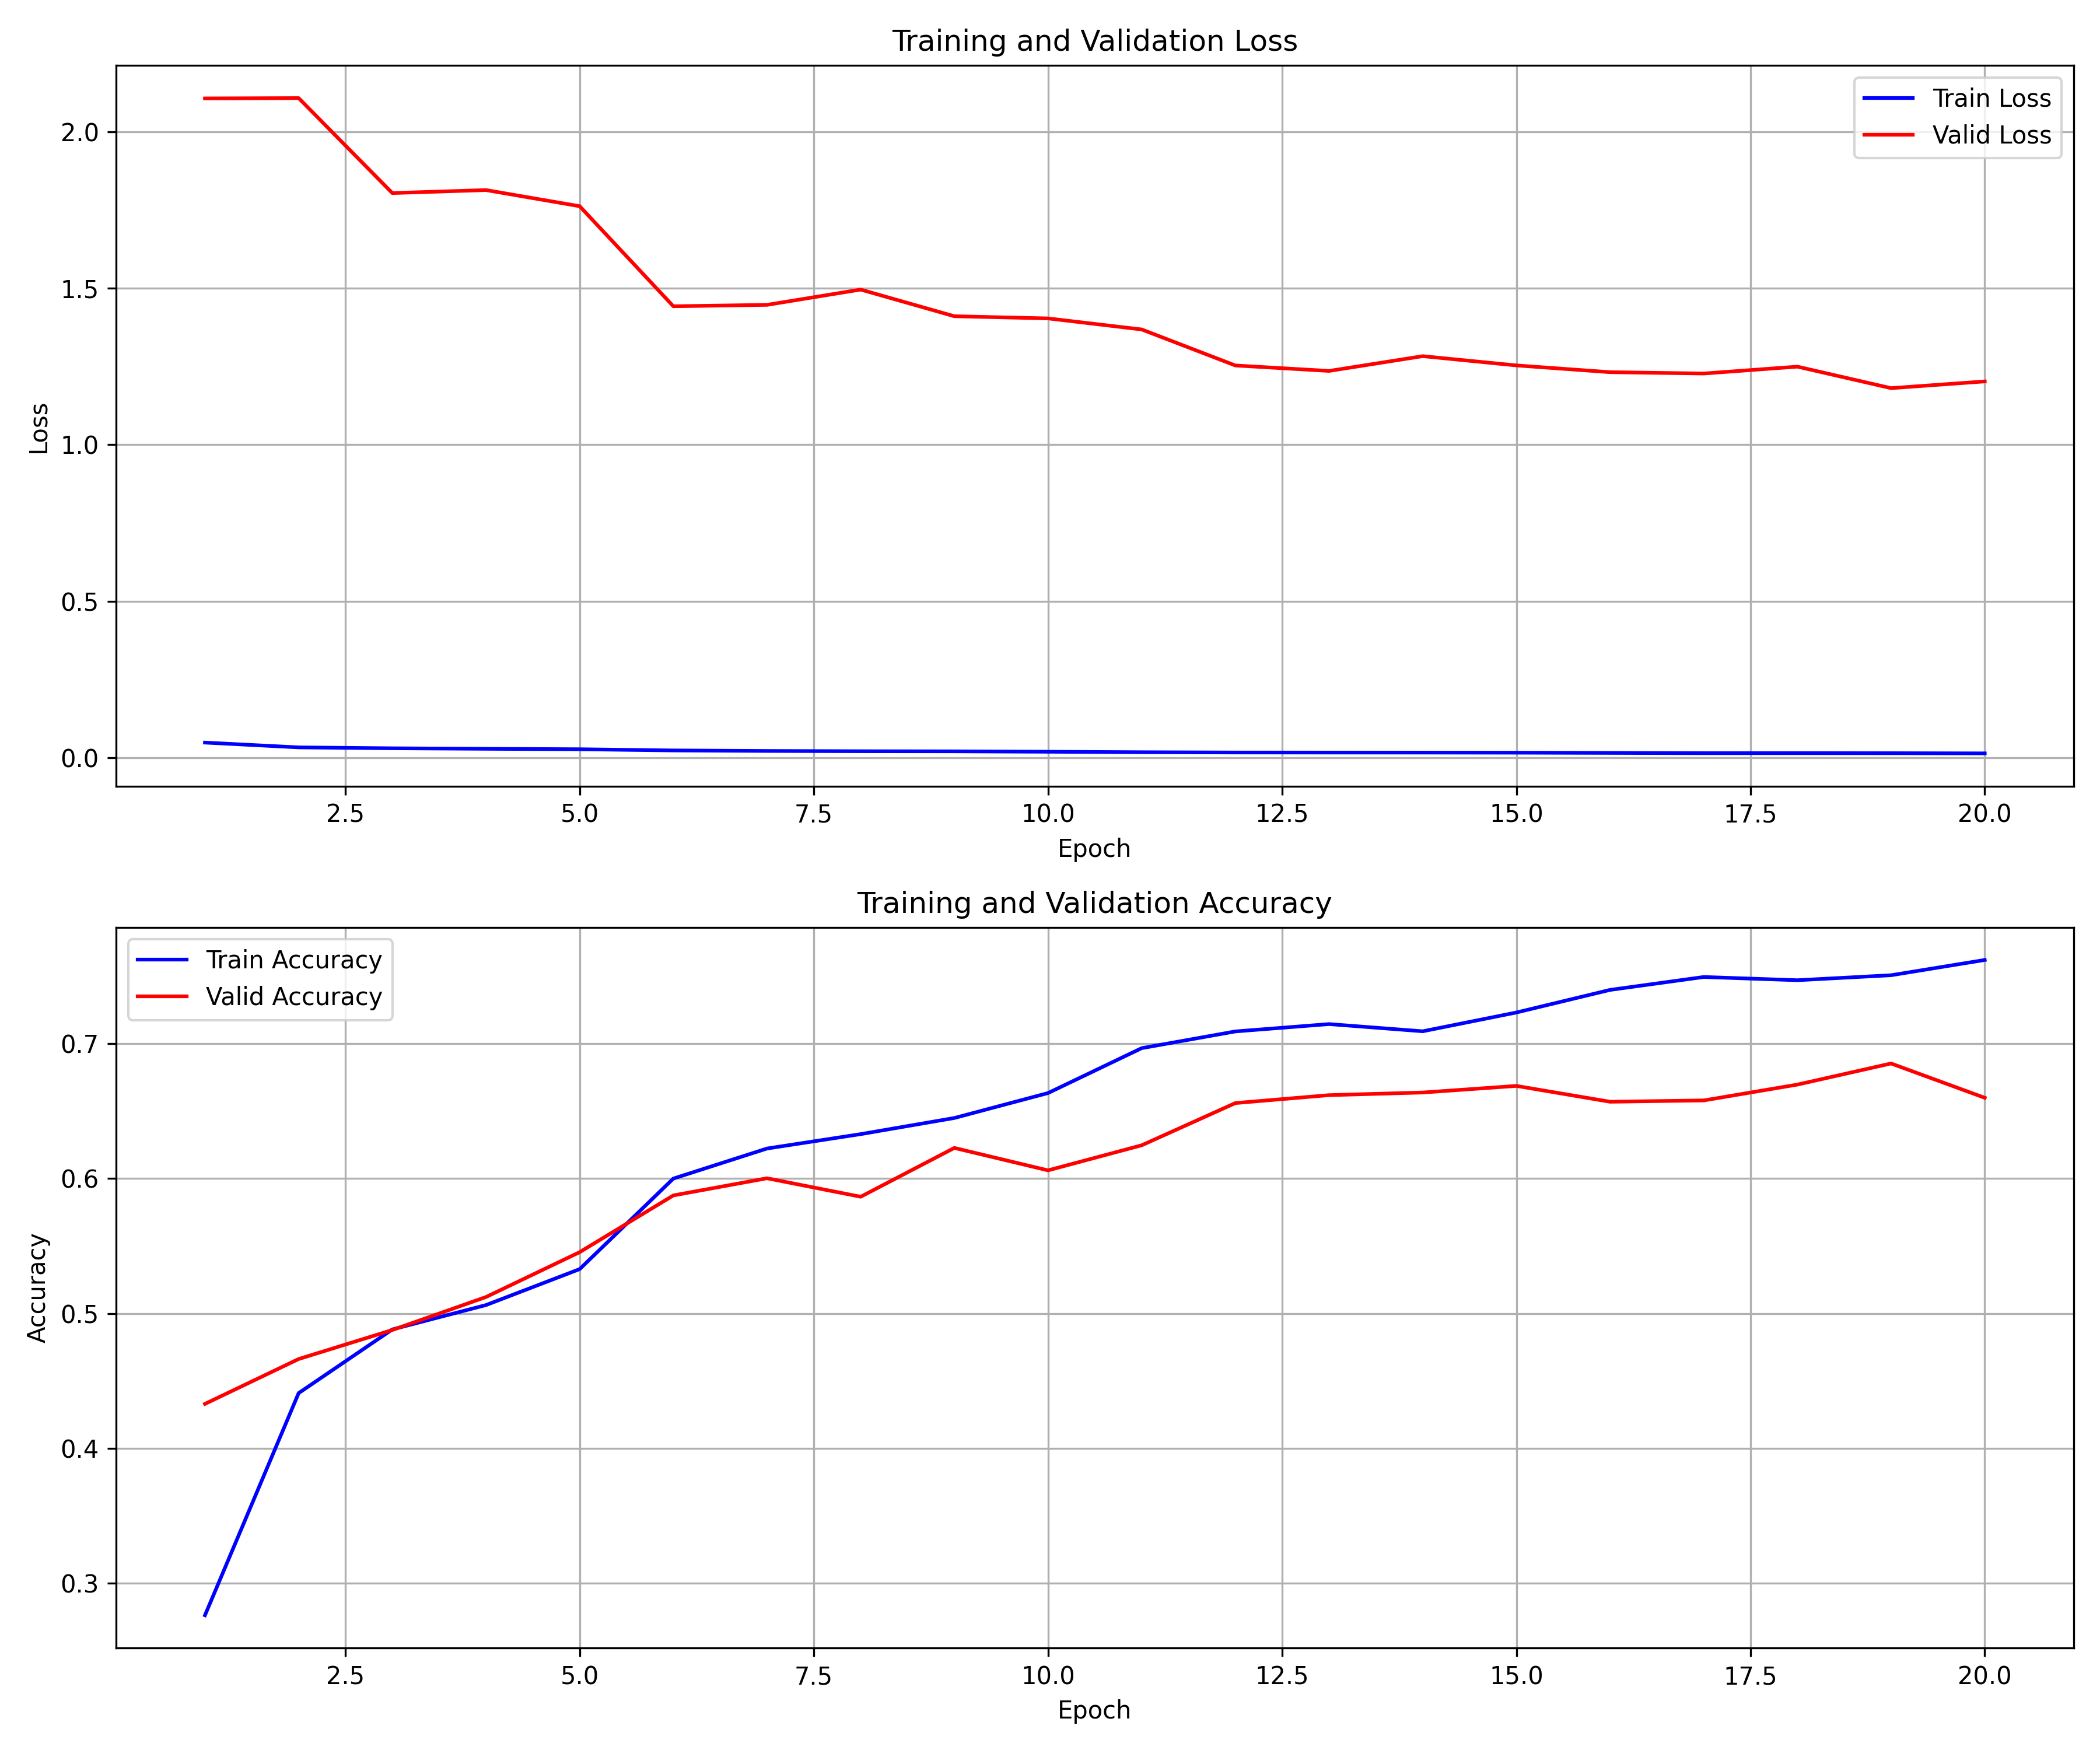 Training and Validation Loss
Train Loss
Valid Loss
2.0
1.5
1.0
0.5
0.0
Loss
2.5 5.0 7.5 10.0 12.5 15.0 17.5 20.0
Epoch
Training and Validation Accuracy
Train Accuracy
Valid Accuracy
0.7
0.6
0.5
0.4
0.3
Accuracy
2.5 5.0 7.5 10.0 12.5 15.0 17.5 20.0
Epoch